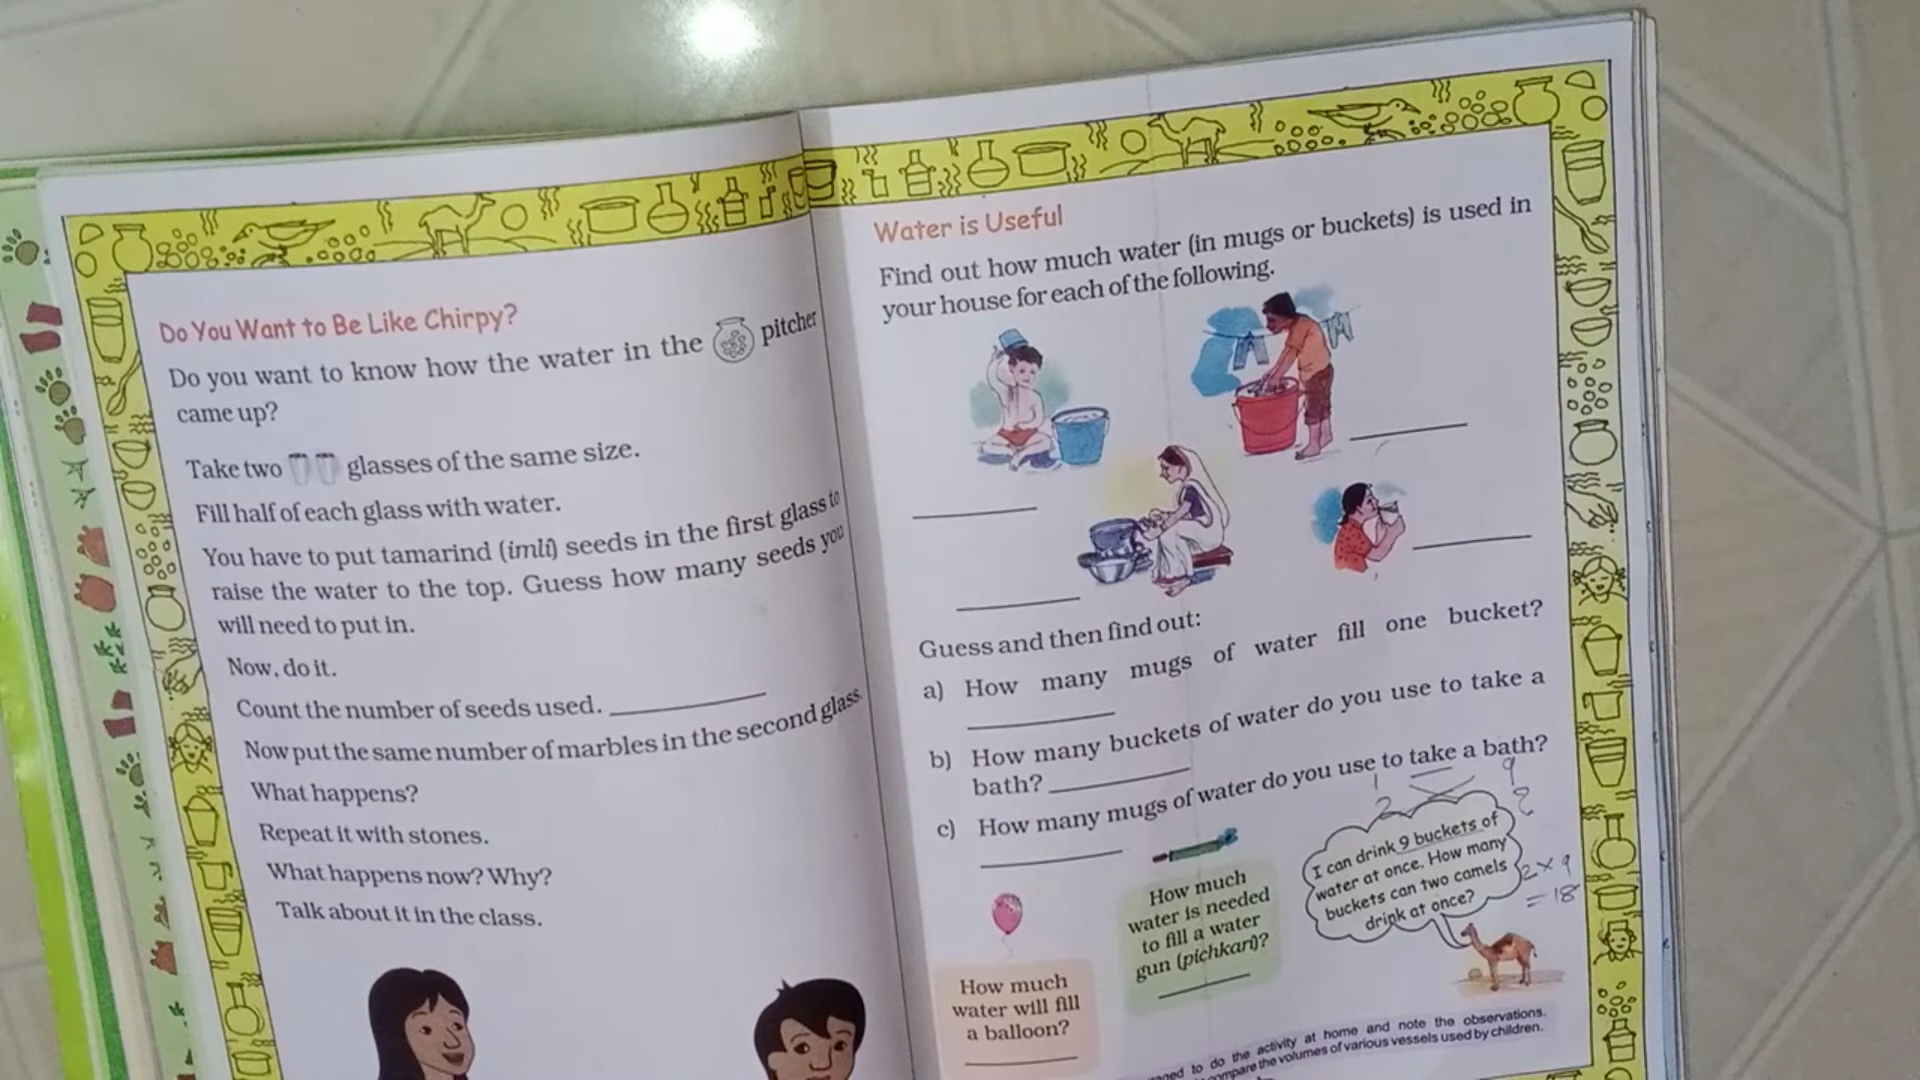 Do You Want to Be Like Chirpy?
Do you want to know how the water in the pitcher
came up?
Take two glasses of the same size.
Fill half of each glass with water.
You have to put tamarind (imli) seeds in the first glass to
raise the water to the top. Guess how many seeds you
will need to put in.
Now, do it.
Count the number of seeds used.
Now put the same number of marbles in the second glass.
What happens?
Repeat it with stones.
What happens now? Why?
Talk about it in the class.
Water is Useful
Find out how much water (in mugs or buckets) is used in
your house for each of the following.
Guess and then find out:
a) How many mugs of water fill one bucket?
b) How many buckets of water do you use to take a
bath?
c) How many mugs of water do you use to take a bath?
1 9
2 ?
I can drink 9 buckets of
water at once. How many
buckets can two camels
drink at once?
2 × 9
= 18
How much
water is needed
to fill a water
gun (pichkari)?
How much
water will fill
a balloon?
to do the activity at home and note the observations.
the volumes of various vessels used by children.